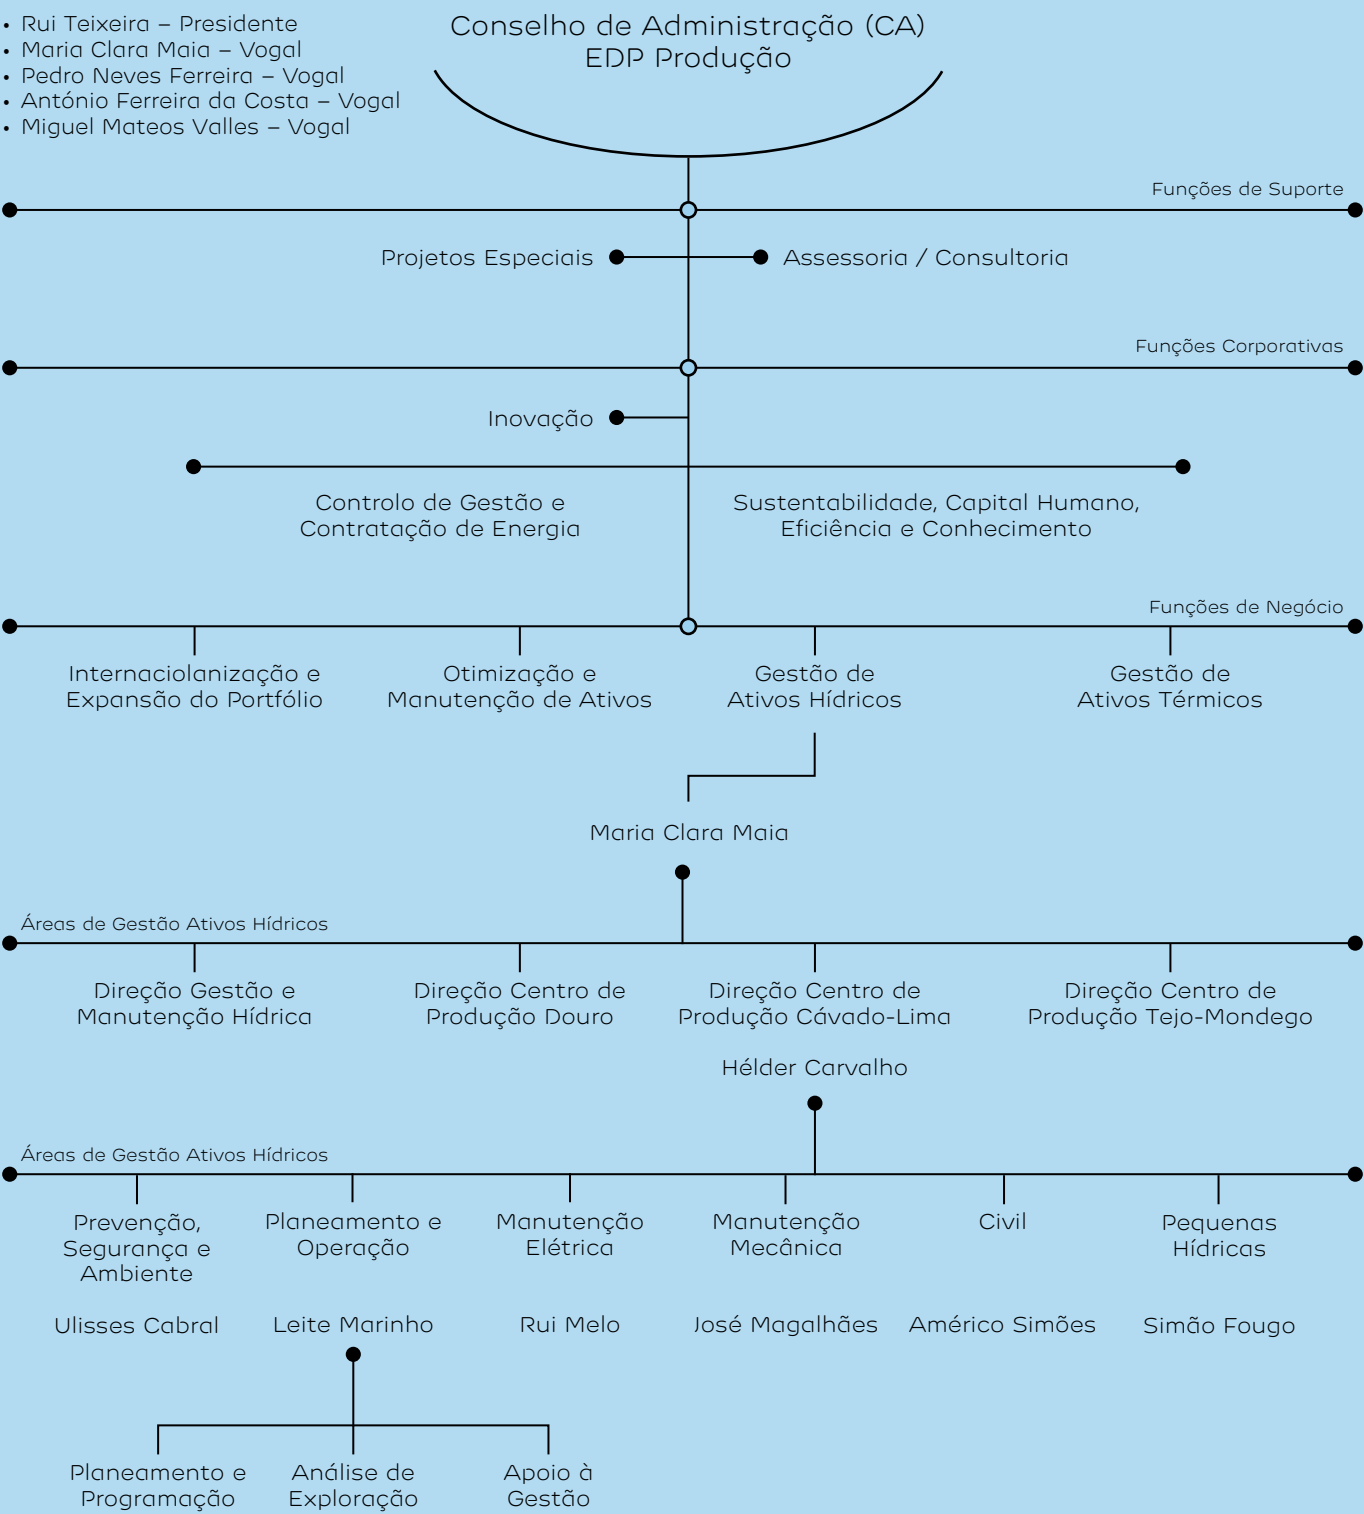 • Rui Teixeira – Presidente
• Maria Clara Maia – Vogal
• Pedro Neves Ferreira – Vogal
• António Ferreira da Costa – Vogal
• Miguel Mateos Valles – Vogal
Conselho de Administração (CA)
EDP Produção
Funções de Suporte
Projetos Especiais
Assessoria / Consultoria
Funções Corporativas
Inovação
Controlo de Gestão e
Contratação de Energia
Sustentabilidade, Capital Humano,
Eficiência e Conhecimento
Funções de Negócio
Internaciolanização e
Expansão do Portfólio
Otimização e
Manutenção de Ativos
Gestão de
Ativos Hídricos
Gestão de
Ativos Térmicos
Maria Clara Maia
Áreas de Gestão Ativos Hídricos
Direção Gestão e
Manutenção Hídrica
Direção Centro de
Produção Douro
Direção Centro de
Produção Cávado-Lima
Direção Centro de
Produção Tejo-Mondego
Hélder Carvalho
Áreas de Gestão Ativos Hídricos
Prevenção,
Segurança e
Ambiente
Planeamento e
Operação
Manutenção
Elétrica
Manutenção
Mecânica
Civil
Pequenas
Hídricas
Ulisses Cabral
Leite Marinho
Rui Melo
José Magalhães
Américo Simões
Simão Fougo
Planeamento e
Programação
Análise de
Exploração
Apoio à
Gestão